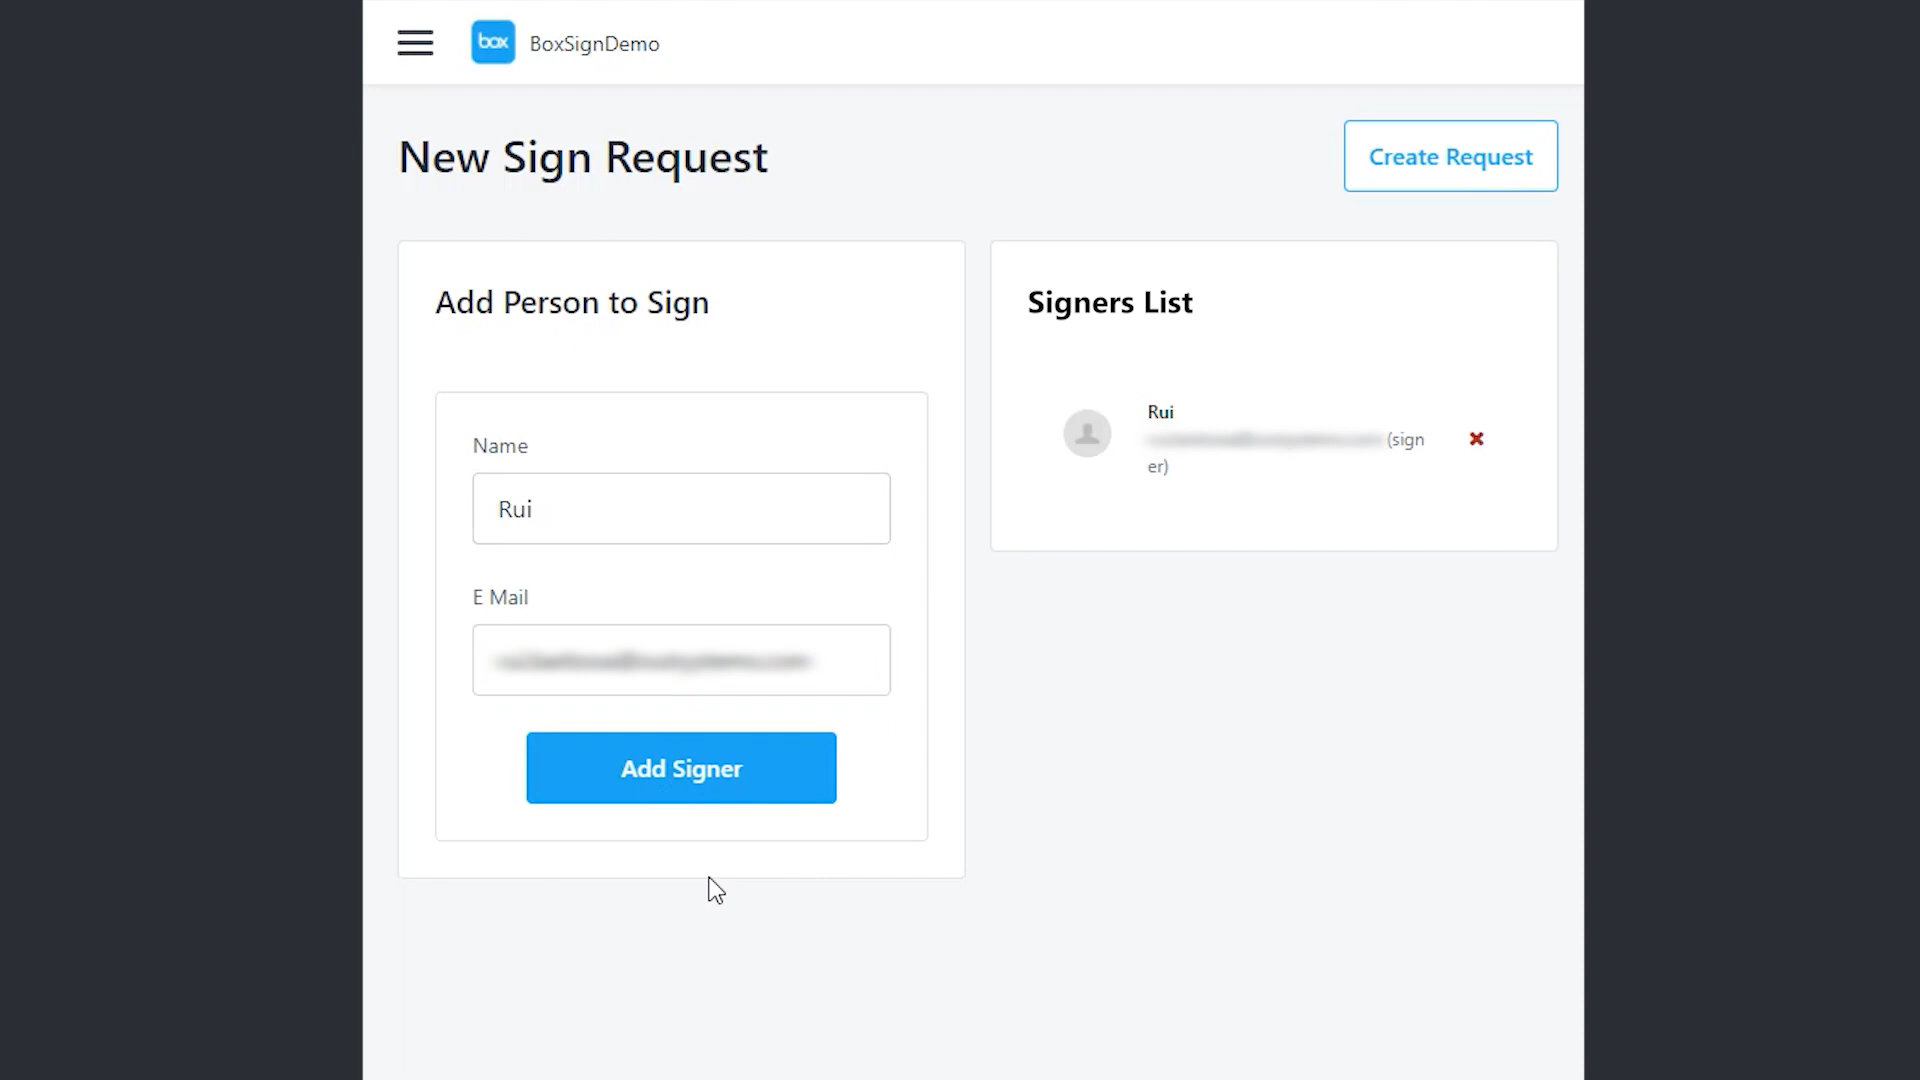 box BoxSignDemo
New Sign Request
Create Request
Add Person to Sign
Name
Rui
E Mail
Add Signer
Signers List
Rui
(sign
er)